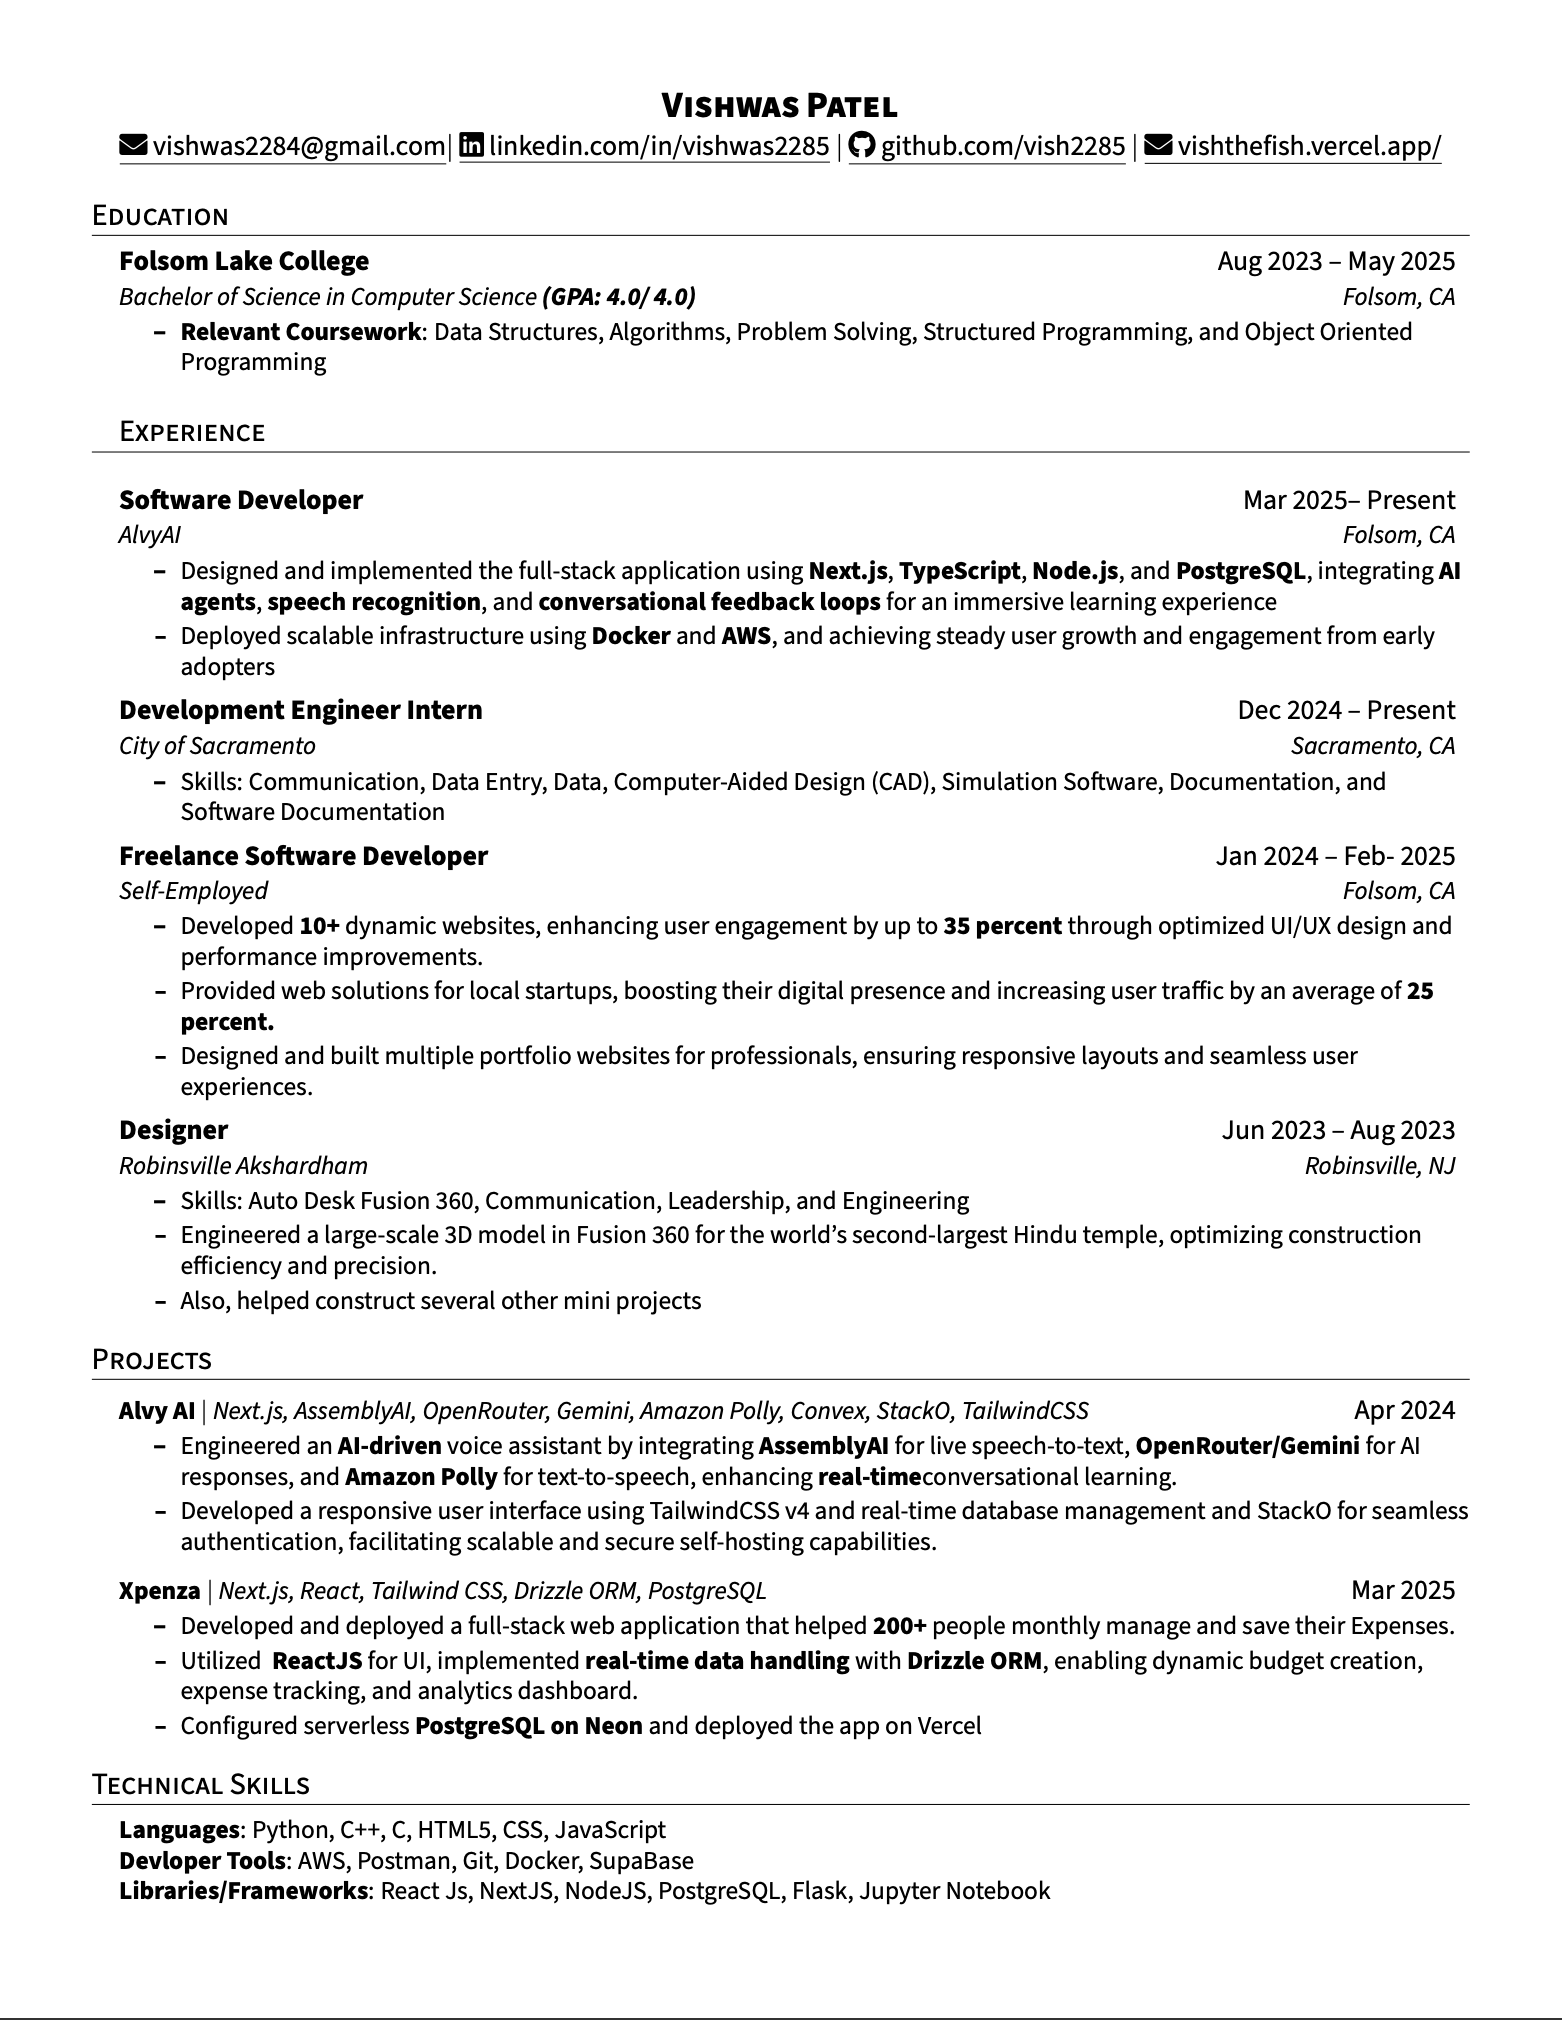 Vishwas Patel
vishwas2284@gmail.com| linkedin.com/in/vishwas2285 | github.com/vish2285 | vishthefish.vercel.app/
Education
Folsom Lake College Aug 2023 – May 2025
Bachelor of Science in Computer Science (GPA: 4.0/ 4.0) Folsom, CA
– Relevant Coursework: Data Structures, Algorithms, Problem Solving, Structured Programming, and Object Oriented
Programming
Experience
Software Developer Mar 2025– Present
AlvyAI Folsom, CA
– Designed and implemented the full-stack application using Next.js, TypeScript, Node.js, and PostgreSQL, integrating AI
agents, speech recognition, and conversational feedback loops for an immersive learning experience
– Deployed scalable infrastructure using Docker and AWS, and achieving steady user growth and engagement from early
adopters
Development Engineer Intern Dec 2024 – Present
City of Sacramento Sacramento, CA
– Skills: Communication, Data Entry, Data, Computer-Aided Design (CAD), Simulation Software, Documentation, and
Software Documentation
Freelance Software Developer Jan 2024 – Feb- 2025
Self-Employed Folsom, CA
– Developed 10+ dynamic websites, enhancing user engagement by up to 35 percent through optimized UI/UX design and
performance improvements.
– Provided web solutions for local startups, boosting their digital presence and increasing user traffic by an average of 25
percent.
– Designed and built multiple portfolio websites for professionals, ensuring responsive layouts and seamless user
experiences.
Designer Jun 2023 – Aug 2023
Robinsville Akshardham Robinsville, NJ
– Skills: Auto Desk Fusion 360, Communication, Leadership, and Engineering
– Engineered a large-scale 3D model in Fusion 360 for the world’s second-largest Hindu temple, optimizing construction
efficiency and precision.
– Also, helped construct several other mini projects
Projects
Alvy AI | Next.js, AssemblyAI, OpenRouter, Gemini, Amazon Polly, Convex, StackO, TailwindCSS Apr 2024
– Engineered an AI-driven voice assistant by integrating AssemblyAI for live speech-to-text, OpenRouter/Gemini for AI
responses, and Amazon Polly for text-to-speech, enhancing real-timeconversational learning.
– Developed a responsive user interface using TailwindCSS v4 and real-time database management and StackO for seamless
authentication, facilitating scalable and secure self-hosting capabilities.
Xpenza | Next.js, React, Tailwind CSS, Drizzle ORM, PostgreSQL Mar 2025
– Developed and deployed a full-stack web application that helped 200+ people monthly manage and save their Expenses.
– Utilized ReactJS for UI, implemented real-time data handling with Drizzle ORM, enabling dynamic budget creation,
expense tracking, and analytics dashboard.
– Configured serverless PostgreSQL on Neon and deployed the app on Vercel
Technical Skills
Languages: Python, C++, C, HTML5, CSS, JavaScript
Devloper Tools: AWS, Postman, Git, Docker, SupaBase
Libraries/Frameworks: React Js, NextJS, NodeJS, PostgreSQL, Flask, Jupyter Notebook